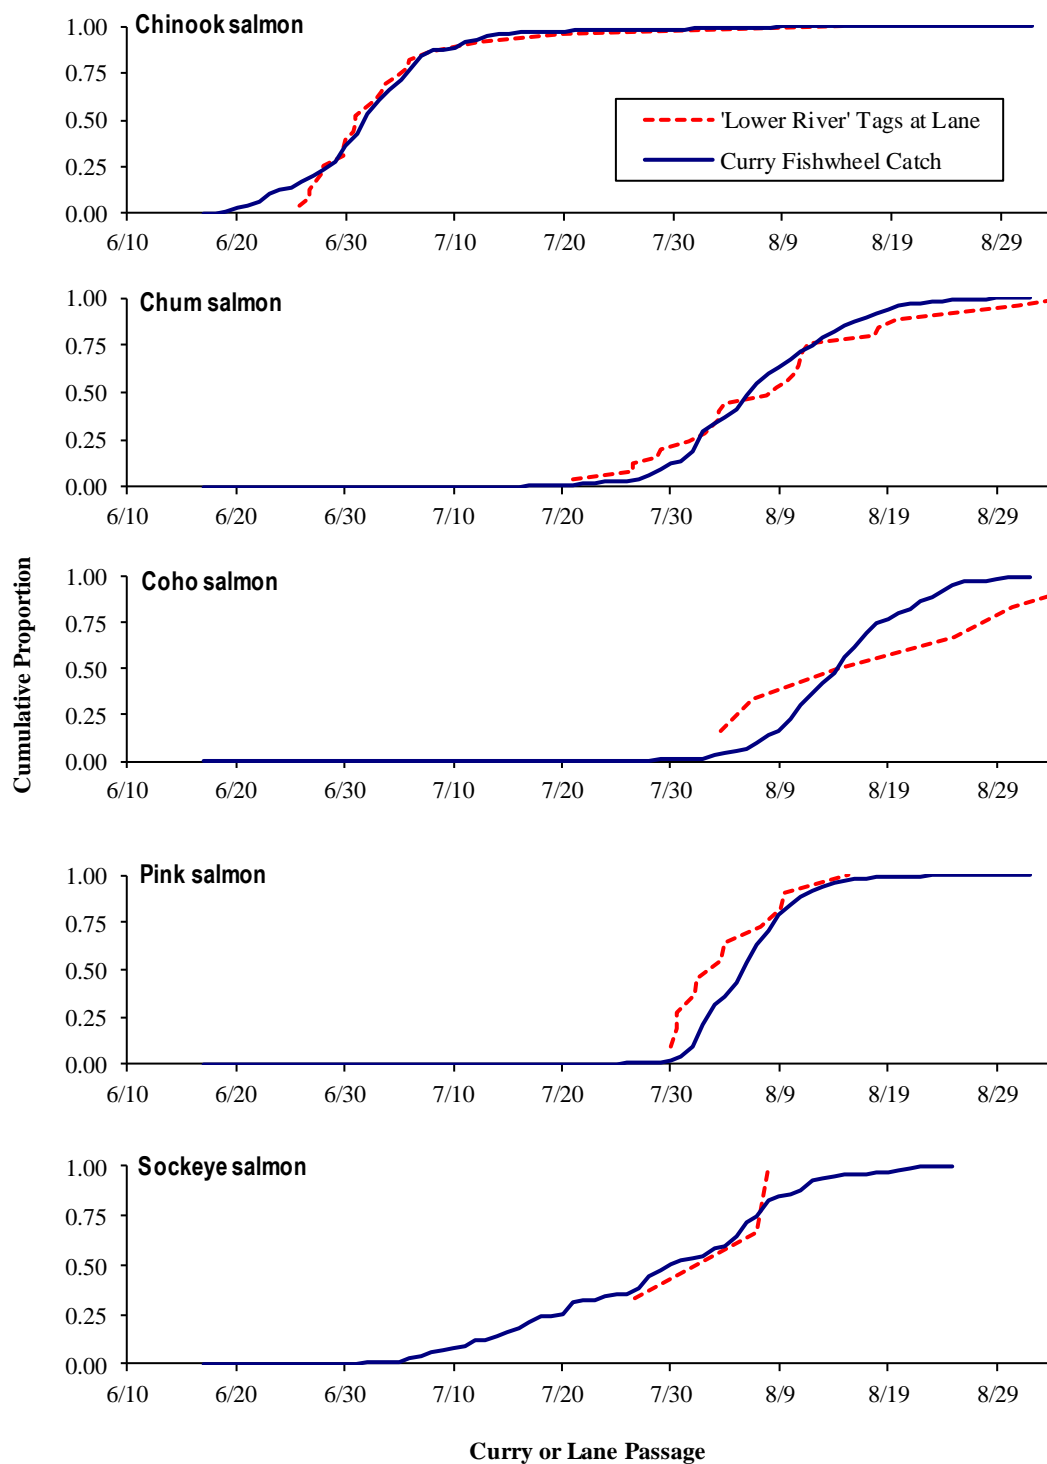 Chinook salmon
1.00
0.75
0.50
0.25
0.00
'Lower River' Tags at Lane
Curry Fishwheel Catch
6/10 6/20 6/30 7/10 7/20 7/30 8/9 8/19 8/29
Chum salmon
1.00
0.75
0.50
0.25
0.00
6/10 6/20 6/30 7/10 7/20 7/30 8/9 8/19 8/29
Cumulative Proportion
Coho salmon
1.00
0.75
0.50
0.25
0.00
6/10 6/20 6/30 7/10 7/20 7/30 8/9 8/19 8/29
Pink salmon
1.00
0.75
0.50
0.25
0.00
6/10 6/20 6/30 7/10 7/20 7/30 8/9 8/19 8/29
Sockeye salmon
1.00
0.75
0.50
0.25
0.00
6/10 6/20 6/30 7/10 7/20 7/30 8/9 8/19 8/29
Curry or Lane Passage